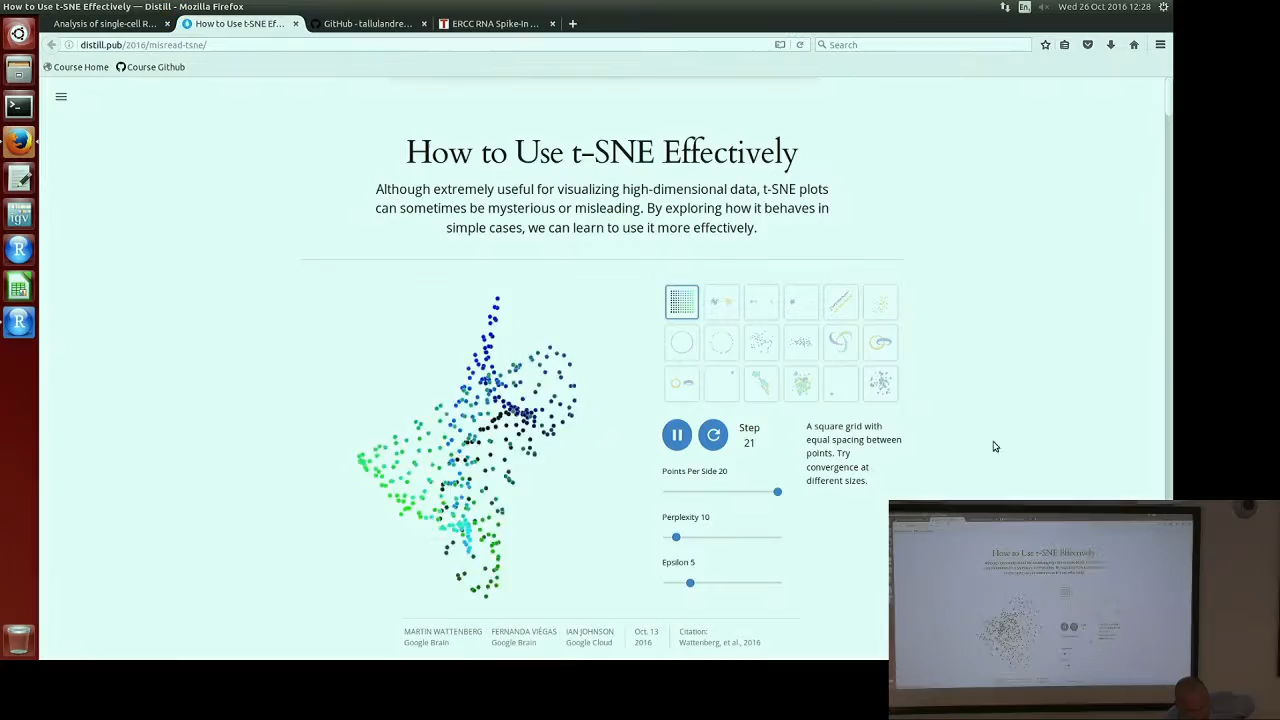 How to Use t-SNE Effectively — Distill - Mozilla Firefox
En
Wed 26 Oct 2016 12:28
Analysis of single-cell R... ×
How to Use t-SNE Ef... ×
GitHub - tallulandre... ×
ERCC RNA Spike-In ... ×
distill.pub/2016/misread-tsne/
Search
Course Home
Course Github
How to Use t-SNE Effectively
Although extremely useful for visualizing high-dimensional data, t-SNE plots
can sometimes be mysterious or misleading. By exploring how it behaves in
simple cases, we can learn to use it more effectively.
Step
21
A square grid with
equal spacing between
points. Try
convergence at
different sizes.
Points Per Side 20
Perplexity 10
Epsilon 5
MARTIN WATTENBERG
Google Brain
FERNANDA VIÉGAS
Google Brain
IAN JOHNSON
Google Cloud
Oct. 13
2016
Citation:
Wattenberg, et al., 2016
igv
R
R
How to Use t-SNE Effectively